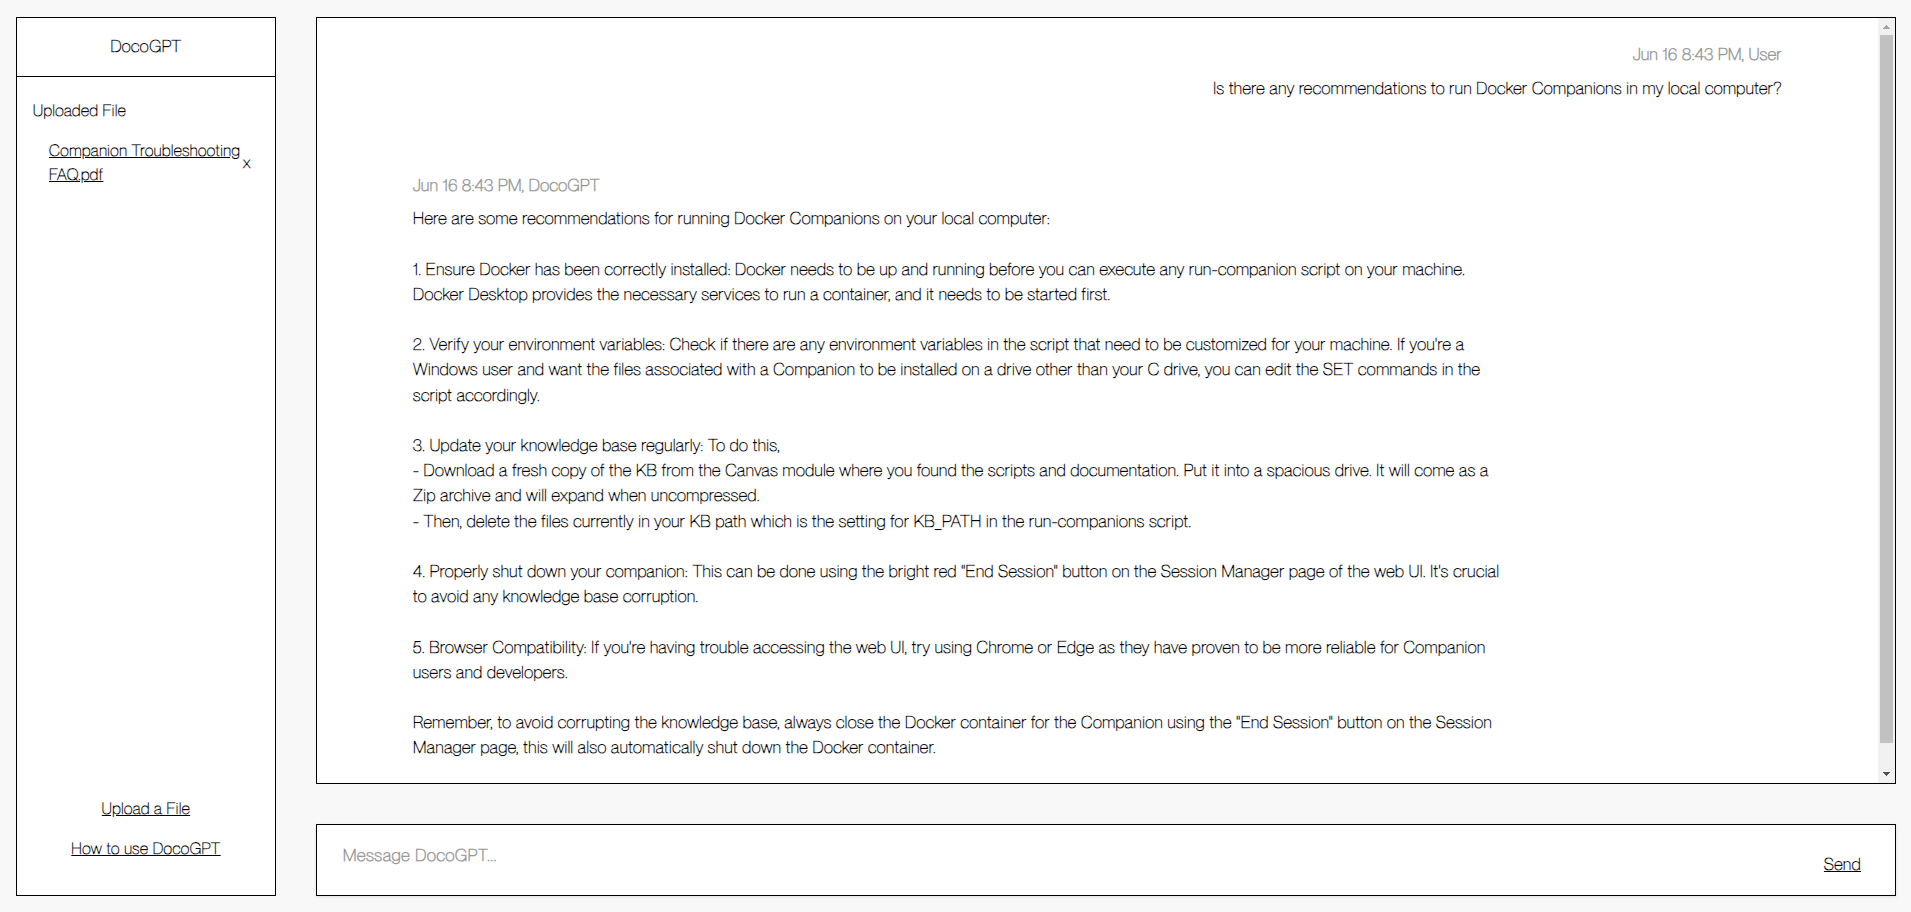 DocoGPT
Uploaded File
Companion Troubleshooting
FAQ.pdf
x
Upload a File
How to use DocoGPT
Jun 16 8:43 PM, User
Is there any recommendations to run Docker Companions in my local computer?
Jun 16 8:43 PM, DocoGPT
Here are some recommendations for running Docker Companions on your local computer:
1. Ensure Docker has been correctly installed: Docker needs to be up and running before you can execute any run-companion script on your machine.
Docker Desktop provides the necessary services to run a container, and it needs to be started first.
2. Verify your environment variables: Check if there are any environment variables in the script that need to be customized for your machine. If you're a
Windows user and want the files associated with a Companion to be installed on a drive other than your C drive, you can edit the SET commands in the
script accordingly.
3. Update your knowledge base regularly: To do this,
- Download a fresh copy of the KB from the Canvas module where you found the scripts and documentation. Put it into a spacious drive. It will come as a
Zip archive and will expand when uncompressed.
- Then, delete the files currently in your KB path which is the setting for KB_PATH in the run-companions script.
4. Properly shut down your companion: This can be done using the bright red "End Session" button on the Session Manager page of the web UI. It's crucial
to avoid any knowledge base corruption.
5. Browser Compatibility: If you're having trouble accessing the web UI, try using Chrome or Edge as they have proven to be more reliable for Companion
users and developers.
Remember, to avoid corrupting the knowledge base, always close the Docker container for the Companion using the "End Session" button on the Session
Manager page, this will also automatically shut down the Docker container.
Message DocoGPT...
Send